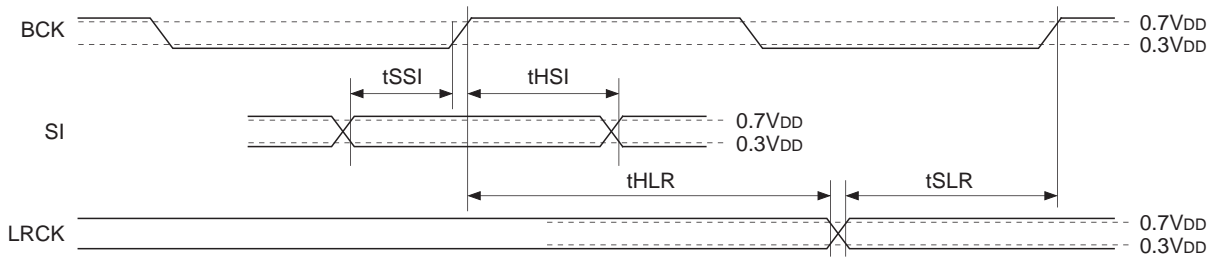 BCK
0.7VDD
0.3VDD
tSSI
tHSI
SI
0.7VDD
0.3VDD
tHLR
tSLR
LRCK
0.7VDD
0.3VDD